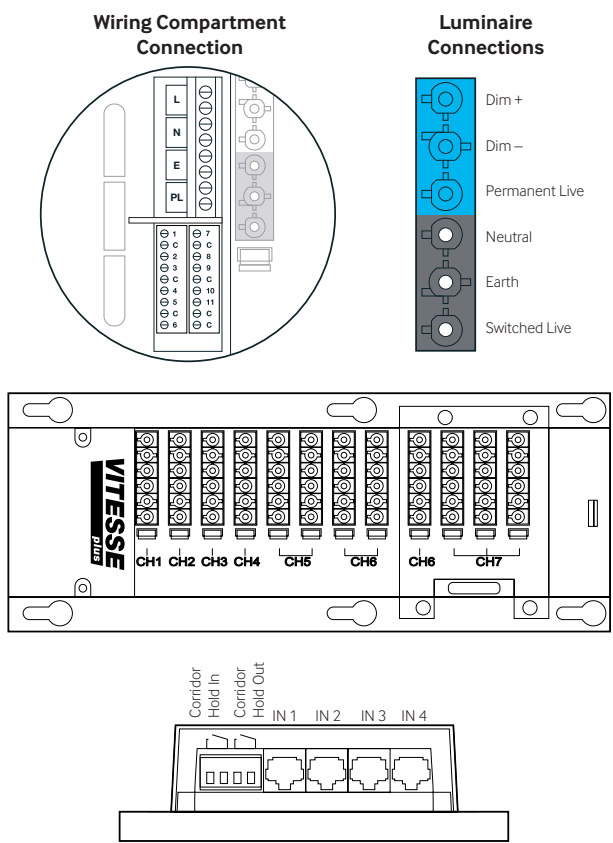 Wiring Compartment
Connection
Luminaire
Connections
L
N
E
PL
1 7
C C
2 8
3 9
C C
4 10
5 11
C C
6 C
Dim +
Dim –
Permanent Live
Neutral
Earth
Switched Live
VITESSE
plus
CH1 CH2 CH3 CH4 CH5 CH6 CH6 CH7
Corridor
Hold In
Corridor
Hold Out
IN 1 IN 2 IN 3 IN 4